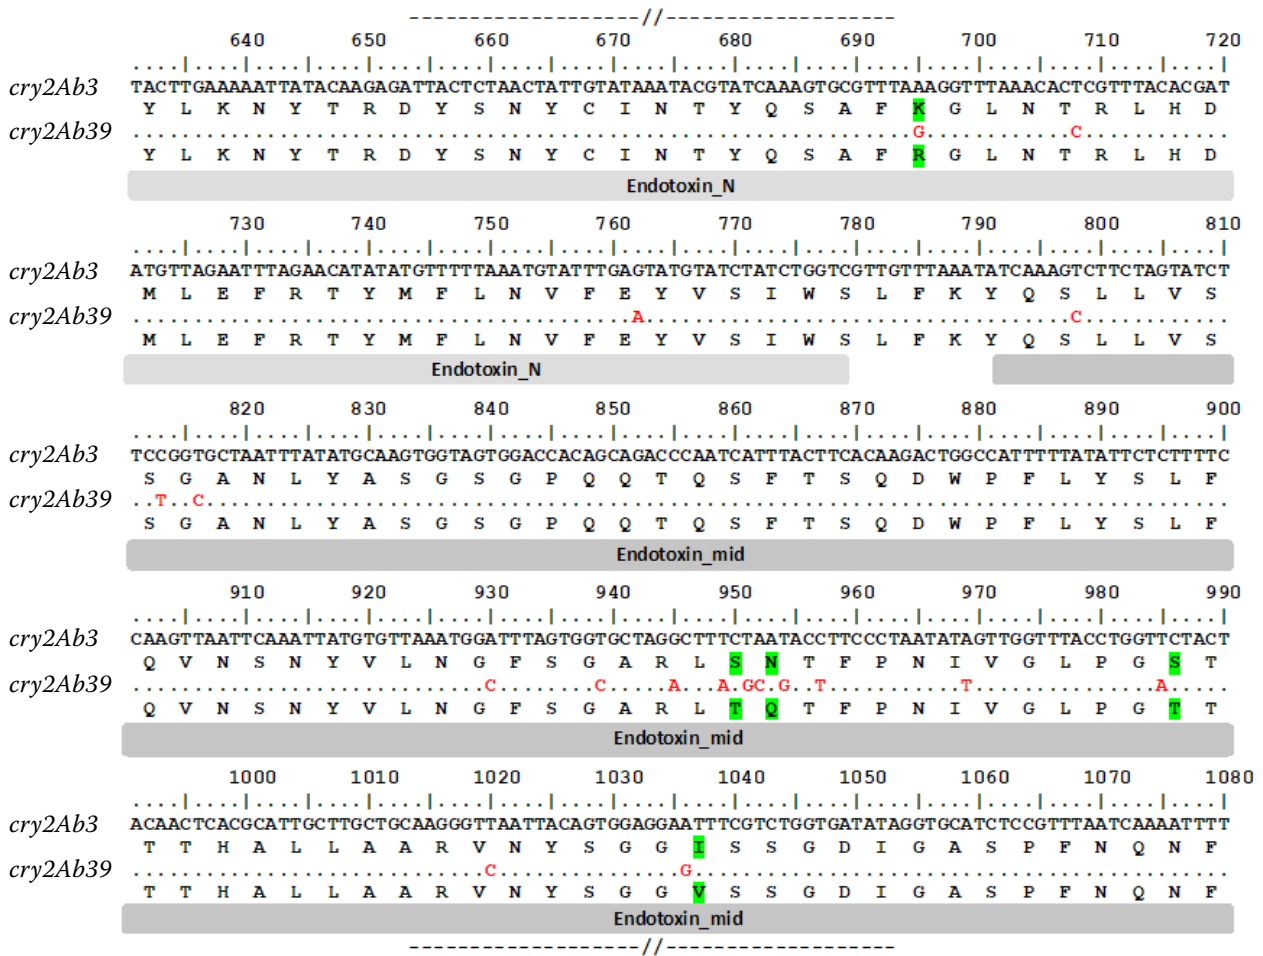 --------------------//--------------------
640 650 660 670 680 690 700 710 720
....|....|....|....|....|....|....|....|....|....|....|....|....|....|....|....|....|....|
cry2Ab3 TACTTGAAAAATTATACAAGAGATTACTCTAACTATTGTATAAATACGTATCAAAGTGCGTTTAAAGGTTTAAACACTCGTTTACACGAT
Y L K N Y T R D Y S N Y C I N T Y Q S A F K G L N T R L H D
cry2Ab39 ................................................................G............C............
Y L K N Y T R D Y S N Y C I N T Y Q S A F R G L N T R L H D
Endotoxin_N
730 740 750 760 770 780 790 800 810
....|....|....|....|....|....|....|....|....|....|....|....|....|....|....|....|....|....|
cry2Ab3 ATGTTAGAATTTAGAACATATATGTTTTTAAATGTATTTGAGTATGTATCTATCTGGTCGTTGTTTAAATATCAAAGTCTTCTAGTATCT
M L E F R T Y M F L N V F E Y V S I W S L F K Y Q S L L V S
cry2Ab39 .........................................A...................................C............
M L E F R T Y M F L N V F E Y V S I W S L F K Y Q S L L V S
Endotoxin_N
820 830 840 850 860 870 880 890 900
....|....|....|....|....|....|....|....|....|....|....|....|....|....|....|....|....|....|
cry2Ab3 TCCGGTGCTAATTTATATGCAAGTGGTAGTGGACCACAGCAGACCCAATCATTTACTTCACAAGACTGGCCATTTTTATATTCTCTTTTC
S G A N L Y A S G S G P Q Q T Q S F T S Q D W P F L Y S L F
cry2Ab39 ..T..C....................................................................................
S G A N L Y A S G S G P Q Q T Q S F T S Q D W P F L Y S L F
Endotoxin_mid
910 920 930 940 950 960 970 980 990
....|....|....|....|....|....|....|....|....|....|....|....|....|....|....|....|....|....|
cry2Ab3 CAAGTTAATTCAAATTATGTGTTAAATGGATTTAGTGGTGCTAGGCTTTCTAATACCTTCCCTAATATAGTTGGTTTACCTGGTTCTACT
Q V N S N Y V L N G F S G A R L S N T F P N I V G L P G S T
cry2Ab39 .............................C........C.....A...A.GC.G..T...........T...............A.....
Q V N S N Y V L N G F S G A R L T Q T F P N I V G L P G T T
Endotoxin_mid
1000 1010 1020 1030 1040 1050 1060 1070 1080
....|....|....|....|....|....|....|....|....|....|....|....|....|....|....|....|....|....|
cry2Ab3 ACAACTCACGCATTGCTTGCTGCAAGGGTTAATTACAGTGGAGGAATTTCGTCTGGTGATATAGGTGCATCTCCGTTTAATCAAAATTTT
T T H A L L A A R V N Y S G G I S S G D I G A S P F N Q N F
cry2Ab39 .............................C...............G............................................
T T H A L L A A R V N Y S G G V S S G D I G A S P F N Q N F
Endotoxin_mid
--------------------//--------------------